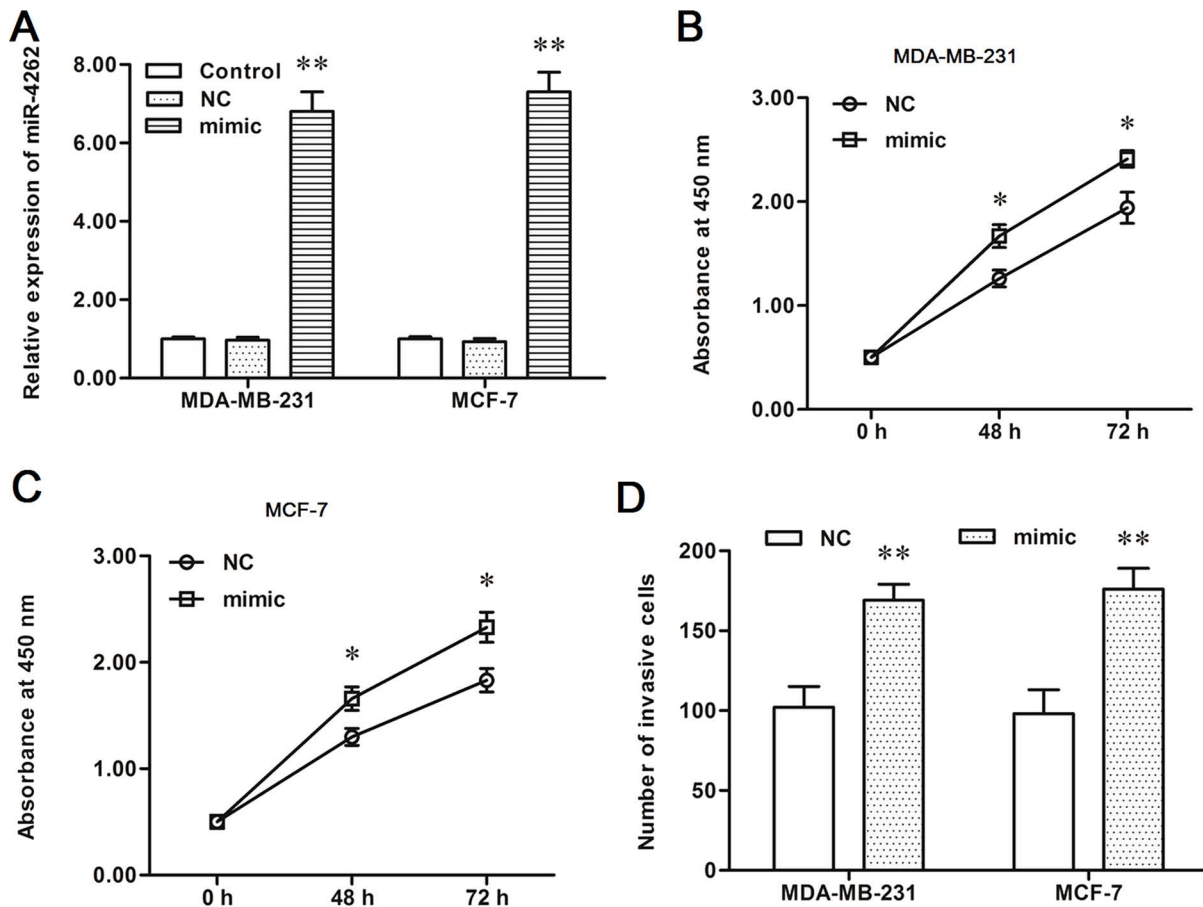 A
Relative expression of miR-4262
8.00
6.00
4.00
2.00
0.00
Control
NC
mimic
**
**
MDA-MB-231
MCF-7
B
MDA-MB-231
Absorbance at 450 nm
3.00
2.00
1.00
0.00
NC
mimic
*
*
0 h
48 h
72 h
C
MCF-7
Absorbance at 450 nm
3.00
2.00
1.00
0.00
NC
mimic
*
*
0 h
48 h
72 h
D
Number of invasive cells
200
150
100
50
0
NC
mimic
**
**
MDA-MB-231
MCF-7